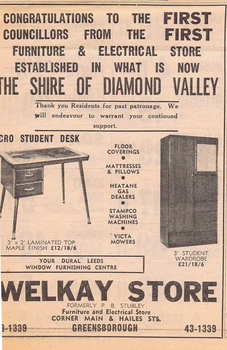 CONGRATULATIONS TO THE FIRST
COUNCILLORS FROM THE FIRST
FURNITURE & ELECTRICAL STORE
ESTABLISHED IN WHAT IS NOW
THE SHIRE OF DIAMOND VALLEY
Thank you Residents for past patronage. We
will endeavour to warrant your continued
support.
CRO STUDENT DESK
FLOOR
COVERINGS
MATTRESSES
& PILLOWS
HEATANE GAS
DEALERS
STAMPCO
WASHING
MACHINES
VICTA
MOWERS
3' x 2' LAMINATED TOP
MAPLE FINISH £12/18/6
3' STUDENT
WARDROBE
£21/18/6
YOUR DURAL LEEDS
WINDOW FURNISHING CENTRE
WELKAY STORE
FORMERLY P. B. STUBLEY
Furniture and Electrical Store
CORNER MAIN & HAILES STS.
3-1339 GREENSBOROUGH 43-1339